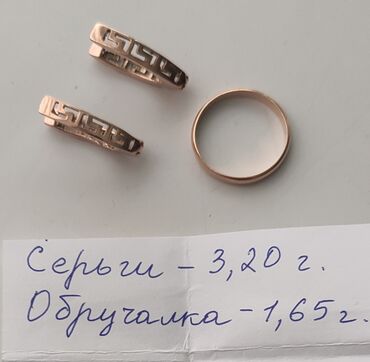 Серьги - 3,20 г.
Обручалка - 1,65 г.